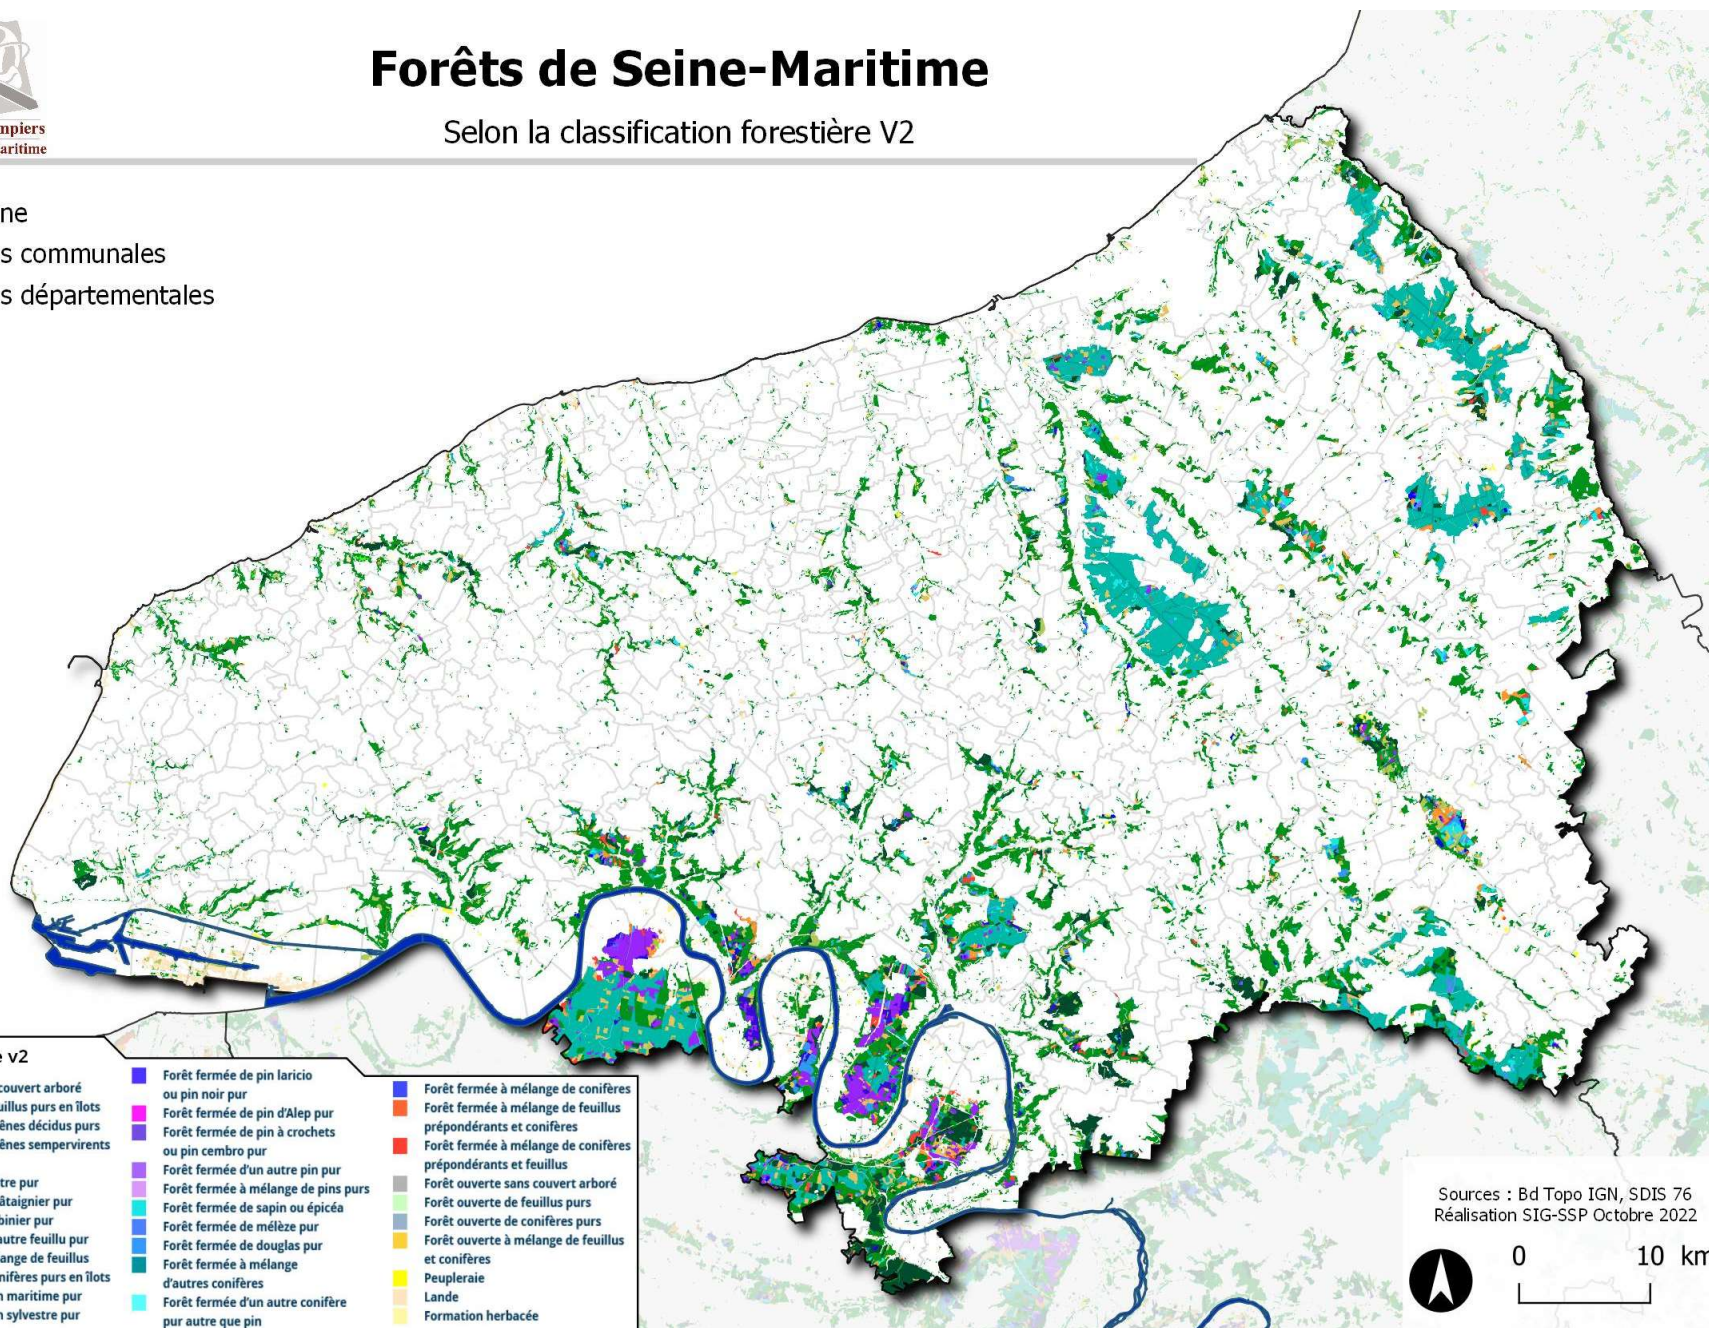 Forêts de Seine-Maritime
Selon la classification forestière V2
mpiers
aritime
ne
s communales
s départementales
e v2
couvert arboré
uillus purs en îlots
ênes décidus purs
ênes sempervirents
tre pur
âtaignier pur
binier pur
autre feuillu pur
ange de feuillus
nifères purs en îlots
n maritime pur
n sylvestre pur
Forêt fermée de pin laricio
ou pin noir pur
Forêt fermée de pin d'Alep pur
Forêt fermée de pin à crochets
ou pin cembro pur
Forêt fermée d'un autre pin pur
Forêt fermée à mélange de pins purs
Forêt fermée de sapin ou épicéa
Forêt fermée de mélèze pur
Forêt fermée de douglas pur
Forêt fermée à mélange
d'autres conifères
Forêt fermée d'un autre conifère
pur autre que pin
Forêt fermée à mélange de conifères
Forêt fermée à mélange de feuillus
prépondérants et conifères
Forêt fermée à mélange de conifères
prépondérants et feuillus
Forêt ouverte sans couvert arboré
Forêt ouverte de feuillus purs
Forêt ouverte de conifères purs
Forêt ouverte à mélange de feuillus
et conifères
Peupleraie
Lande
Formation herbacée
Sources : Bd Topo IGN, SDIS 76
Réalisation SIG-SSP Octobre 2022
0 10 km